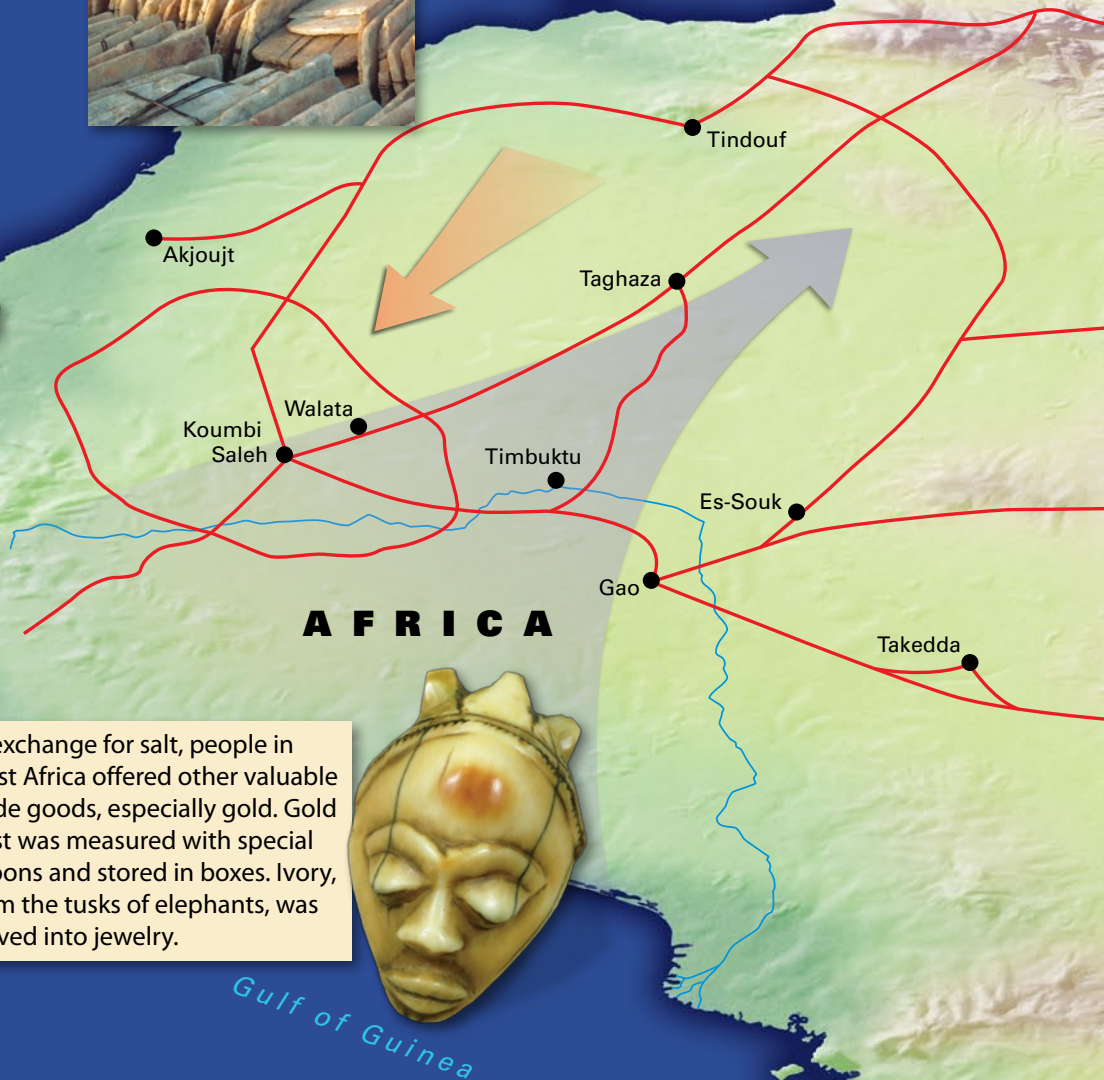 Tindouf
Akjoujt
Taghaza
Walata
Koumbi
Saleh
Timbuktu
Es-Souk
Gao
AFRICA
Takedda
exchange for salt, people in
st Africa offered other valuable
de goods, especially gold. Gold
st was measured with special
oons and stored in boxes. Ivory,
m the tusks of elephants, was
ved into jewelry.
Gulf of Guinea